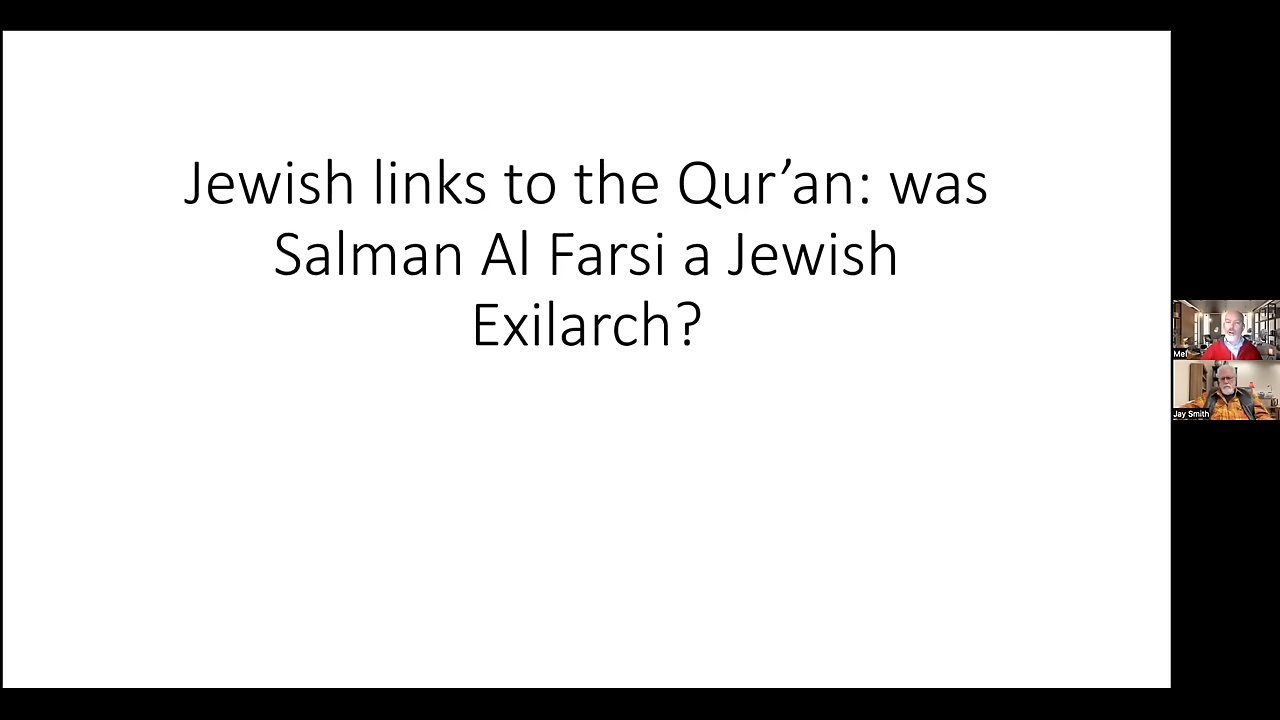 Jewish links to the Qur’an: was
Salman Al Farsi a Jewish
Exilarch?
Mel
Jay Smith